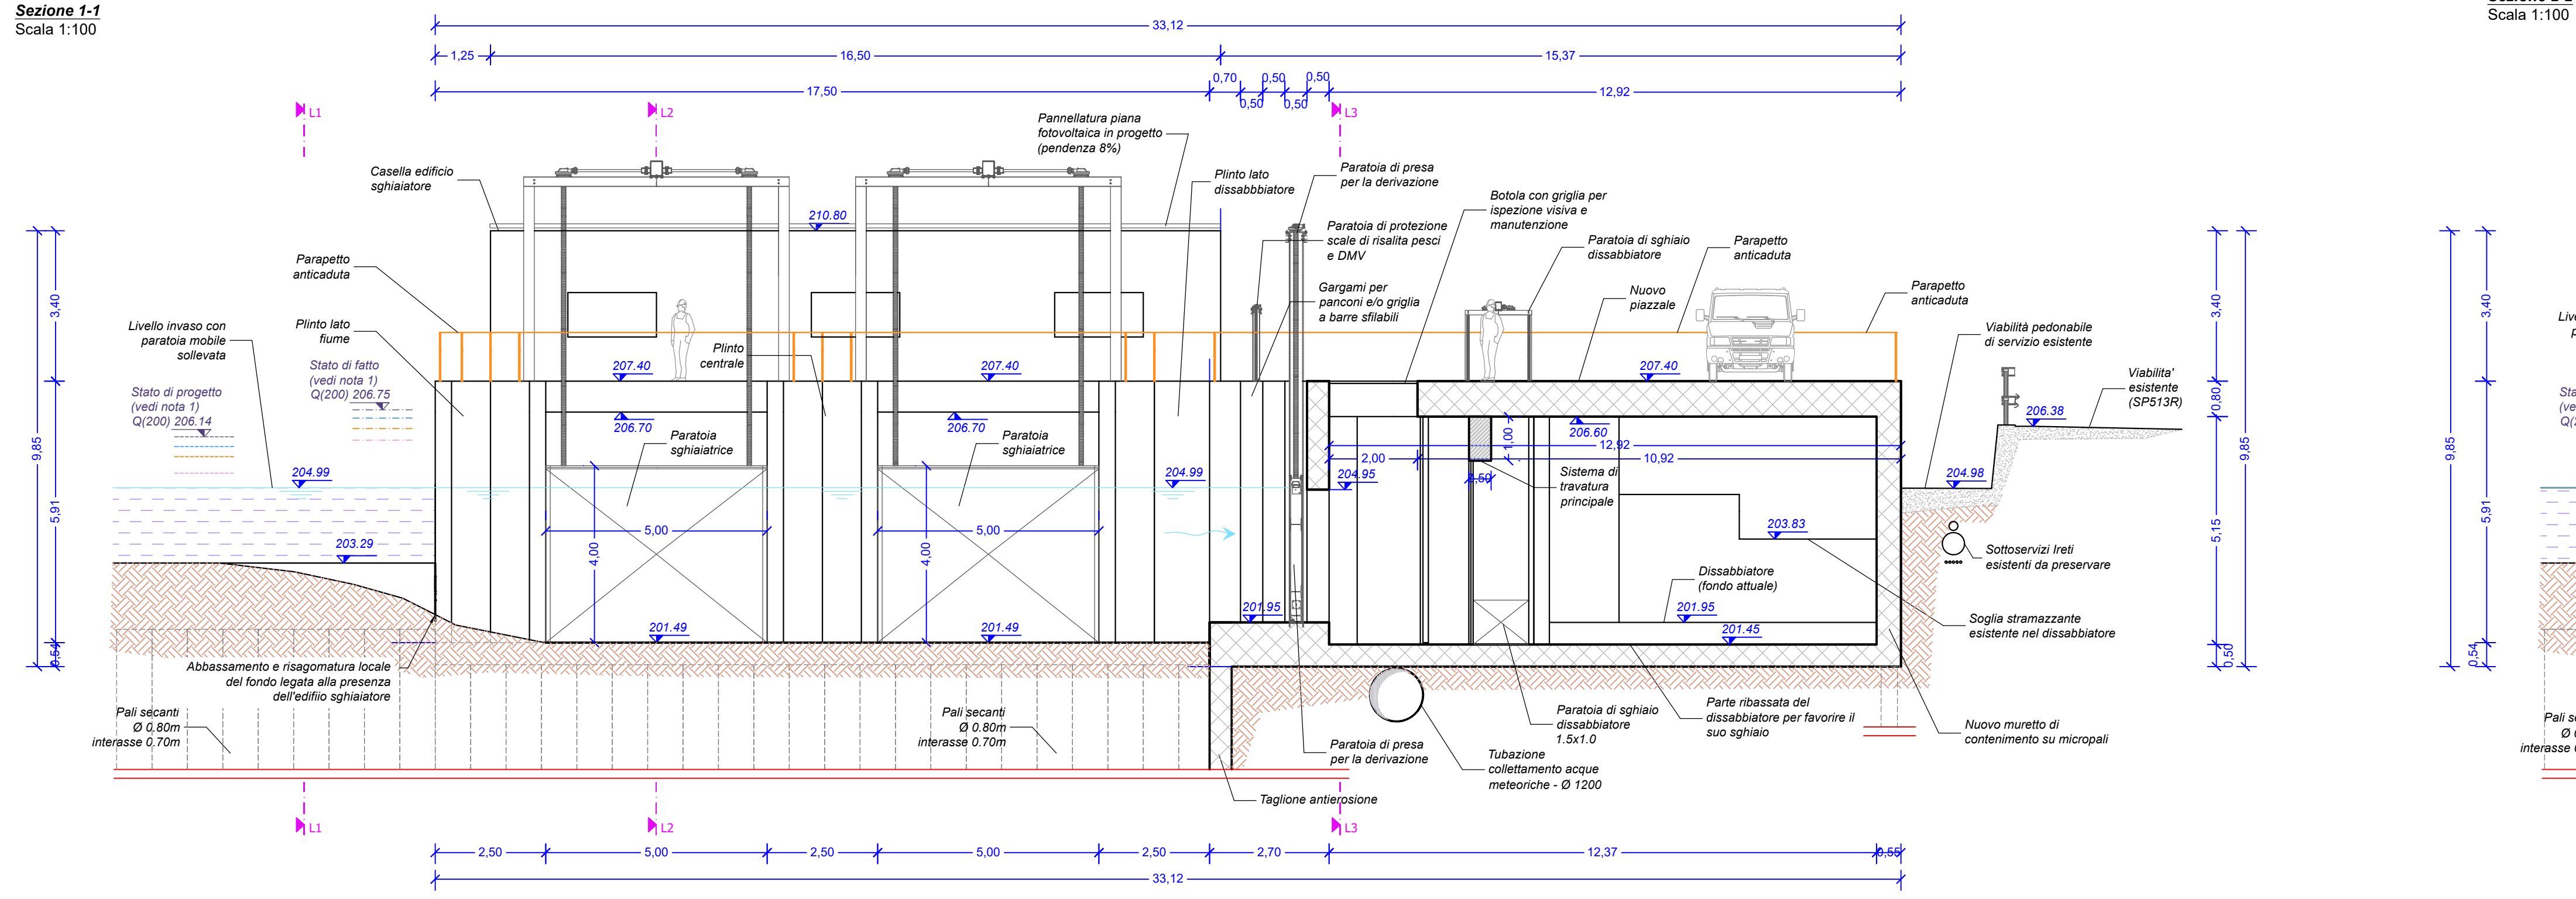 Sezione 1-1
Scala 1:100
Scala 1:100
33,12
1,25
16,50
15,37
17,50
0,70
0,50
0,50
0,50
0,50
12,92
L1
L2
L3
Pannellatura piana
fotovoltaica in progetto
(pendenza 8%)
Casella edificio
sghiaiatore
Plinto lato
dissabbbiatore
Paratoia di presa
per la derivazione
Botola con griglia per
ispezione visiva e
manutenzione
210.80
Paratoia di protezione
scale di risalita pesci
e DMV
Paratoia di sghiaio
dissabbiatore
Parapetto
anticaduta
Parapetto
anticaduta
Gargami per
panconi e/o griglia
a barre sfilabili
Nuovo
piazzale
Parapetto
anticaduta
Livello invaso con
paratoia mobile
sollevata
Plinto lato
fiume
Plinto
centrale
Viabilità pedonabile
di servizio esistente
Stato di fatto
(vedi nota 1)
Q(200) 206.75
Stato di progetto
(vedi nota 1)
Q(200) 206.14
207.40
207.40
207.40
Viabilita'
esistente
(SP513R)
206.38
206.70
206.70
206.60
Paratoia
sghiaiatrice
Paratoia
sghiaiatrice
1,00
12,92
2,00
10,92
0,50
Sistema di
travatura
principale
204.99
204.99
204.95
204.98
5,00
5,00
4,00
4,00
203.29
203.83
Sottoservizi Ireti
esistenti da preservare
Dissabbiatore
(fondo attuale)
201.95
201.95
Soglia stramazzante
esistente nel dissabbiatore
201.49
201.49
201.45
Abbassamento e risagomatura locale
del fondo legata alla presenza
dell'edifiio sghiaiatore
Pali secanti
Ø 0.80m
interasse 0.70m
Pali secanti
Ø 0.80m
interasse 0.70m
Paratoia di sghiaio
dissabbiatore
1.5x1.0
Parte ribassata del
dissabbiatore per favorire il
suo sghiaio
Nuovo muretto di
contenimento su micropali
Paratoia di presa
per la derivazione
Tubazione
collettamento acque
meteoriche - Ø 1200
Taglione antierosione
L1
L2
L3
2,50
5,00
2,50
5,00
2,50
2,70
12,37
0,55
33,12
9,85
3,40
5,91
0,54
3,40
0,80
5,15
0,50
9,85
9,85
3,40
5,91
0,54